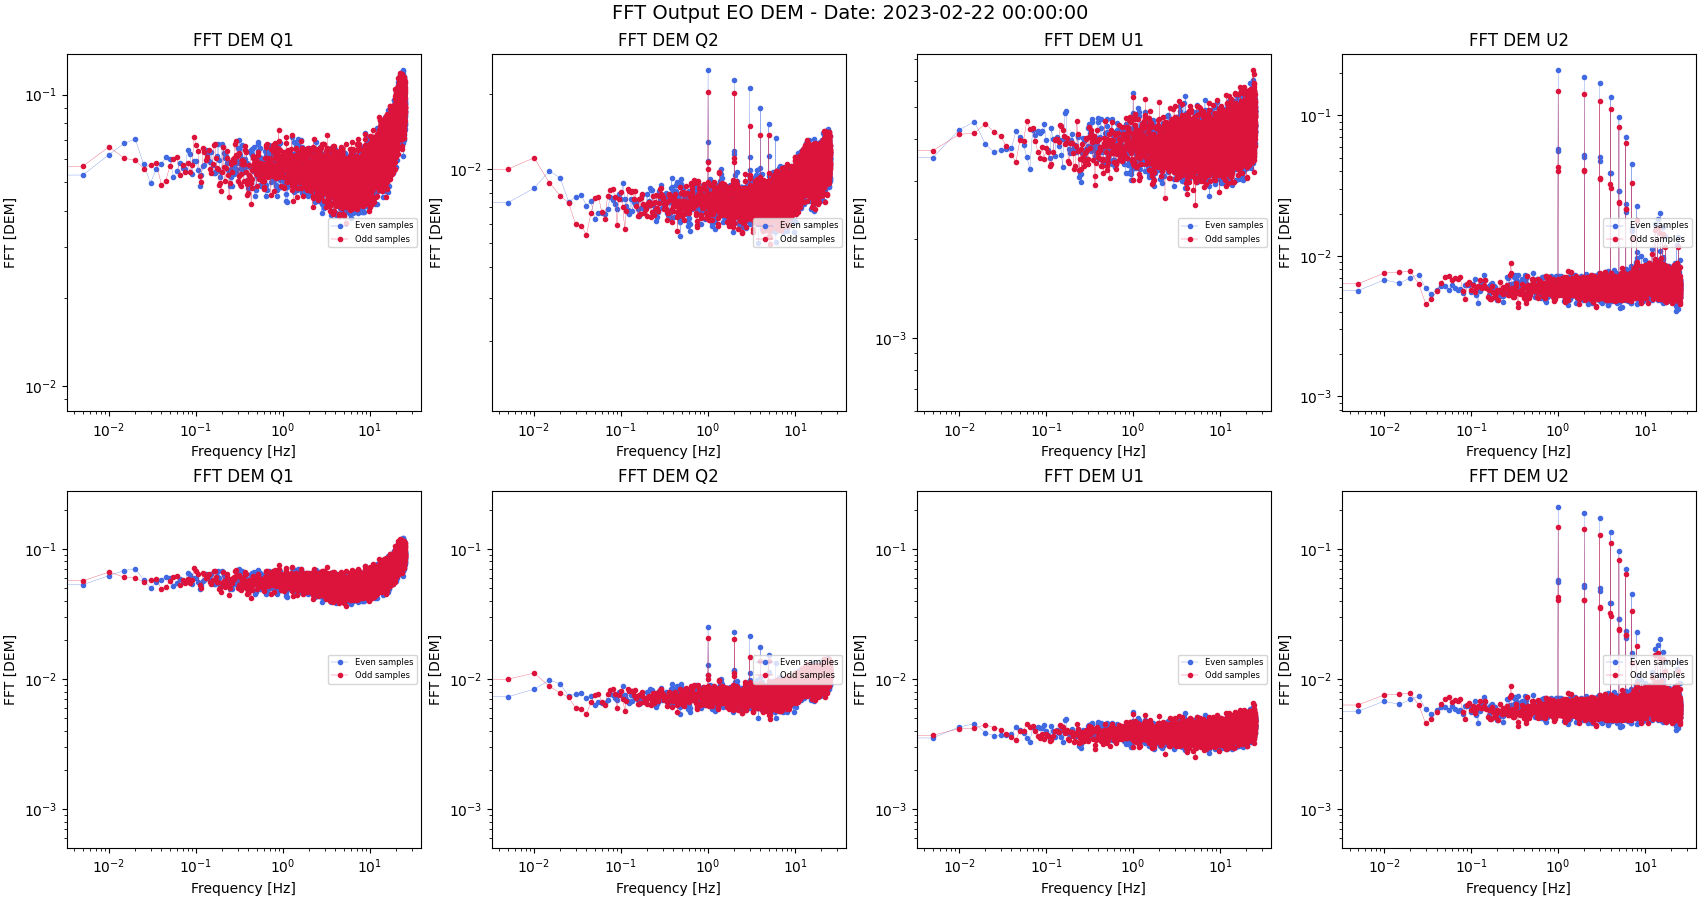 FFT Output EO DEM - Date: 2023-02-22 00:00:00
FFT DEM Q1
FFT [DEM]
10⁻¹
10⁻²
Even samples
Odd samples
10⁻² 10⁻¹ 10⁰ 10¹
Frequency [Hz]
FFT DEM Q2
FFT [DEM]
10⁻²
Even samples
Odd samples
10⁻² 10⁻¹ 10⁰ 10¹
Frequency [Hz]
FFT DEM U1
FFT [DEM]
10⁻³
Even samples
Odd samples
10⁻² 10⁻¹ 10⁰ 10¹
Frequency [Hz]
FFT DEM U2
FFT [DEM]
10⁻¹
10⁻²
10⁻³
Even samples
Odd samples
10⁻² 10⁻¹ 10⁰ 10¹
Frequency [Hz]
FFT DEM Q1
FFT [DEM]
10⁻¹
10⁻²
10⁻³
Even samples
Odd samples
10⁻² 10⁻¹ 10⁰ 10¹
Frequency [Hz]
FFT DEM Q2
FFT [DEM]
10⁻¹
10⁻²
10⁻³
Even samples
Odd samples
10⁻² 10⁻¹ 10⁰ 10¹
Frequency [Hz]
FFT DEM U1
FFT [DEM]
10⁻¹
10⁻²
10⁻³
Even samples
Odd samples
10⁻² 10⁻¹ 10⁰ 10¹
Frequency [Hz]
FFT DEM U2
FFT [DEM]
10⁻¹
10⁻²
10⁻³
Even samples
Odd samples
10⁻² 10⁻¹ 10⁰ 10¹
Frequency [Hz]